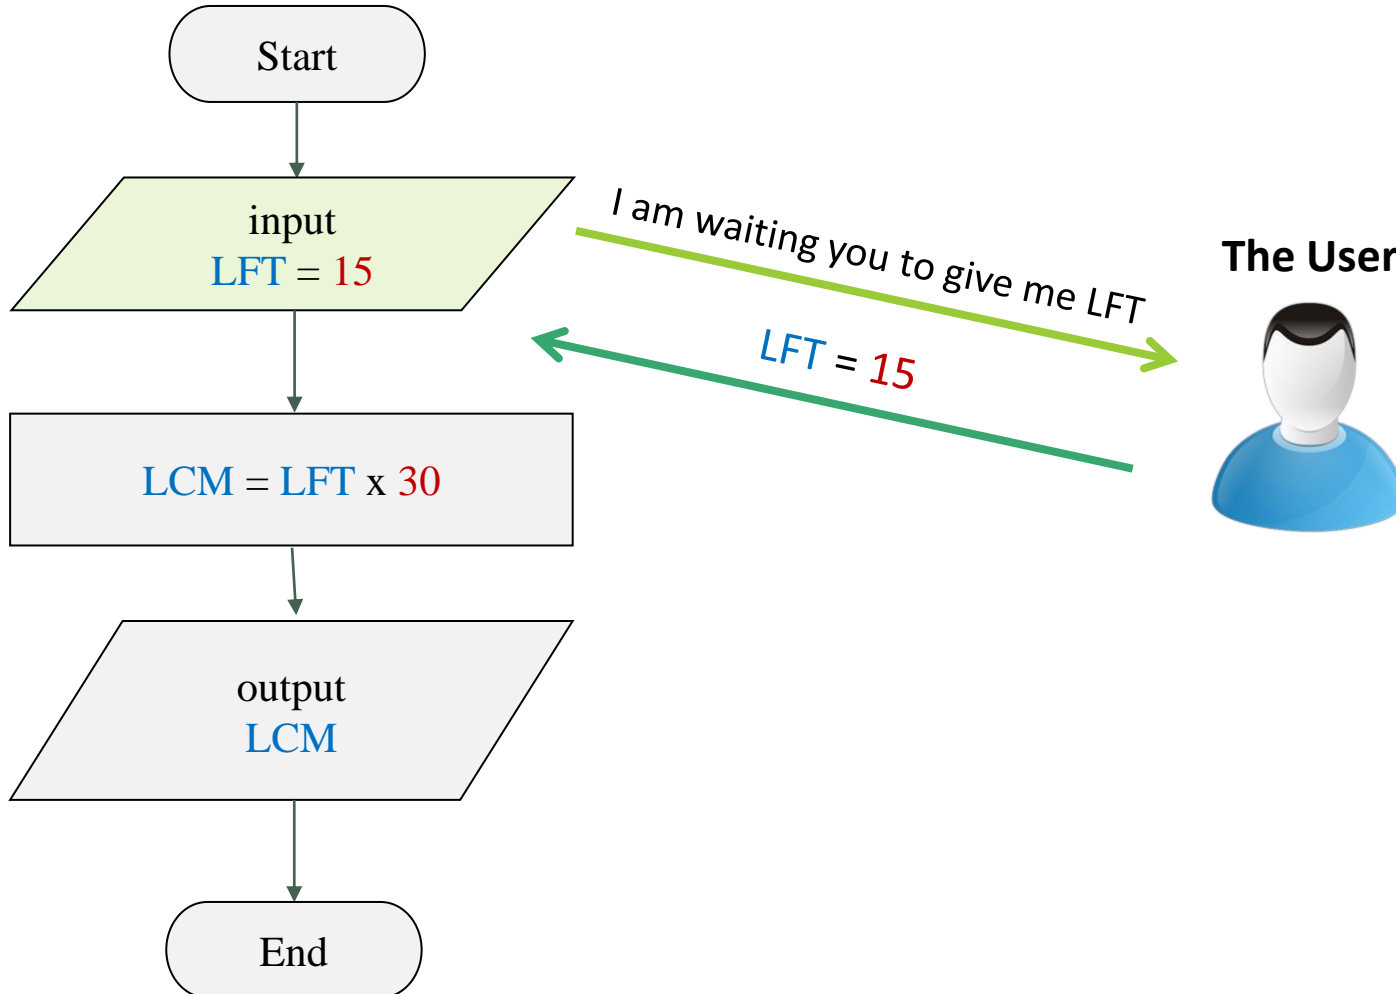 Start
input
LFT = 15
I am waiting you to give me LFT
LFT = 15
The User
LCM = LFT x 30
output
LCM
End